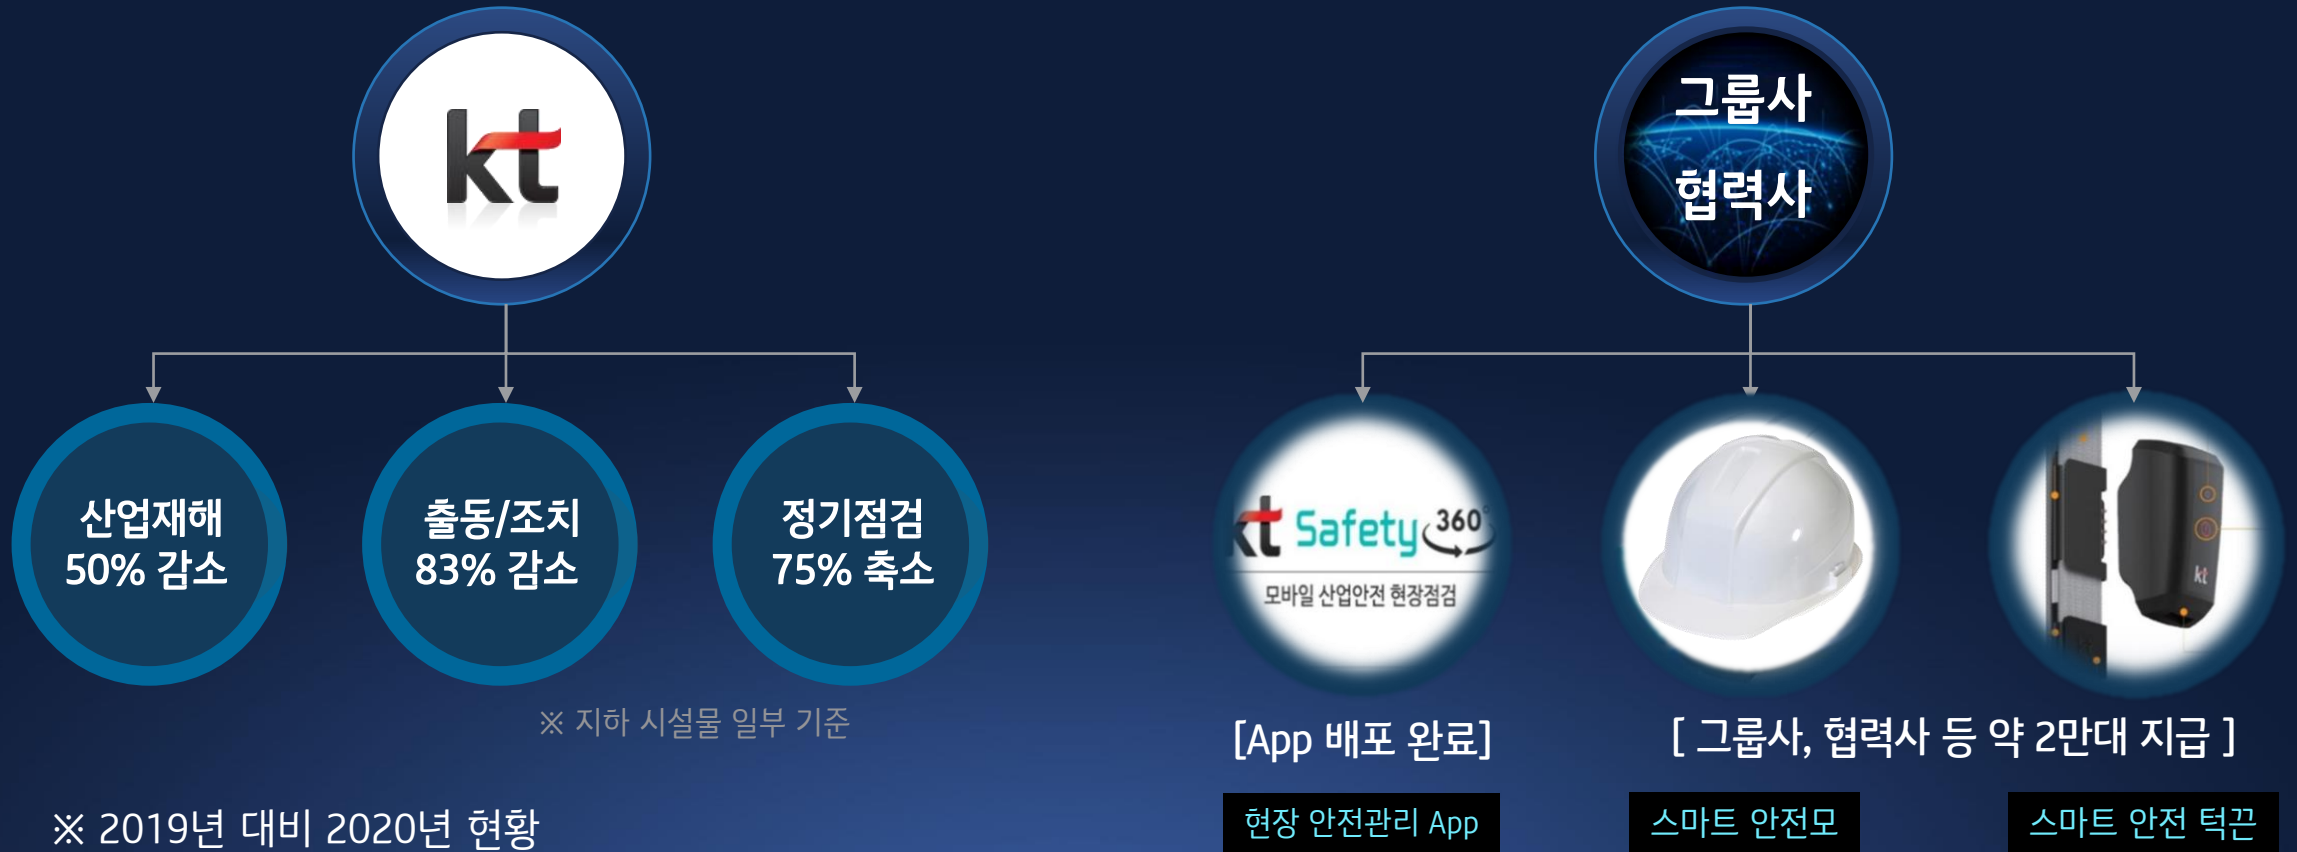 kt
산업재해
50% 감소
출동/조치
83% 감소
정기점검
75% 축소
※ 지하 시설물 일부 기준
※ 2019년 대비 2020년 현황
그룹사
협력사
kt Safety 360°
모바일 산업안전 현장점검
kt
[App 배포 완료]
[ 그룹사, 협력사 등 약 2만대 지급 ]
현장 안전관리 App
스마트 안전모
스마트 안전 턱끈